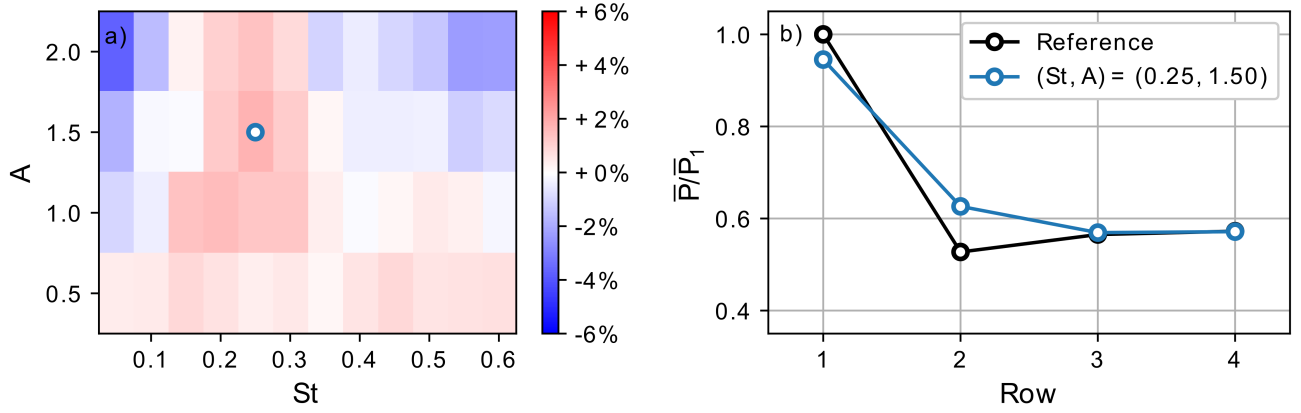 a)
2.0
1.5
1.0
0.5
A
0.1 0.2 0.3 0.4 0.5 0.6
St
+6%
+4%
+2%
+0%
-2%
-4%
-6%
b)
Reference
(St, A) = (0.25, 1.50)
1.0
0.8
0.6
0.4
P̅/P̅₁
1 2 3 4
Row